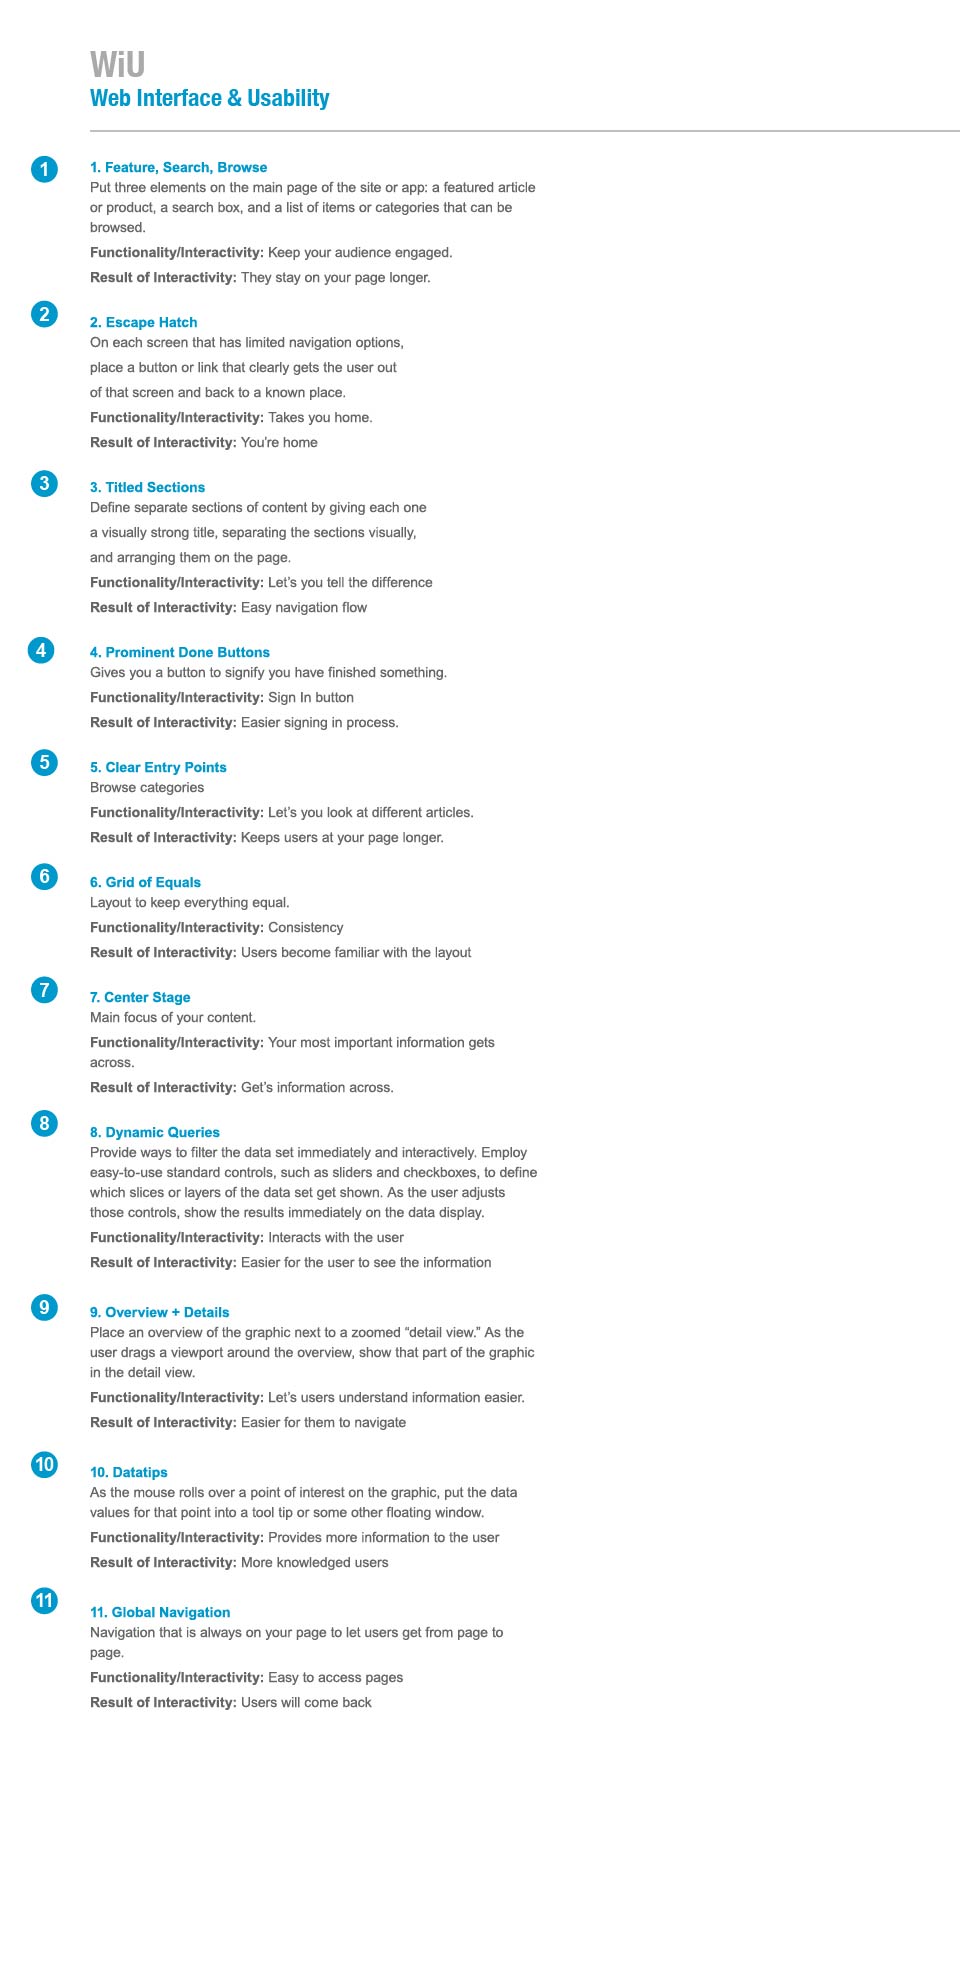 WiU
Web Interface & Usability
1
1. Feature, Search, Browse
Put three elements on the main page of the site or app: a featured article
or product, a search box, and a list of items or categories that can be
browsed.
Functionality/Interactivity: Keep your audience engaged.
Result of Interactivity: They stay on your page longer.
2
2. Escape Hatch
On each screen that has limited navigation options,
place a button or link that clearly gets the user out
of that screen and back to a known place.
Functionality/Interactivity: Takes you home.
Result of Interactivity: You're home
3
3. Titled Sections
Define separate sections of content by giving each one
a visually strong title, separating the sections visually,
and arranging them on the page.
Functionality/Interactivity: Let's you tell the difference
Result of Interactivity: Easy navigation flow
4
4. Prominent Done Buttons
Gives you a button to signify you have finished something.
Functionality/Interactivity: Sign In button
Result of Interactivity: Easier signing in process.
5
5. Clear Entry Points
Browse categories
Functionality/Interactivity: Let's you look at different articles.
Result of Interactivity: Keeps users at your page longer.
6
6. Grid of Equals
Layout to keep everything equal.
Functionality/Interactivity: Consistency
Result of Interactivity: Users become familiar with the layout
7
7. Center Stage
Main focus of your content.
Functionality/Interactivity: Your most important information gets
across.
Result of Interactivity: Get's information across.
8
8. Dynamic Queries
Provide ways to filter the data set immediately and interactively. Employ
easy-to-use standard controls, such as sliders and checkboxes, to define
which slices or layers of the data set get shown. As the user adjusts
those controls, show the results immediately on the data display.
Functionality/Interactivity: Interacts with the user
Result of Interactivity: Easier for the user to see the information
9
9. Overview + Details
Place an overview of the graphic next to a zoomed “detail view.” As the
user drags a viewport around the overview, show that part of the graphic
in the detail view.
Functionality/Interactivity: Let's users understand information easier.
Result of Interactivity: Easier for them to navigate
10
10. Datatips
As the mouse rolls over a point of interest on the graphic, put the data
values for that point into a tool tip or some other floating window.
Functionality/Interactivity: Provides more information to the user
Result of Interactivity: More knowledged users
11
11. Global Navigation
Navigation that is always on your page to let users get from page to
page.
Functionality/Interactivity: Easy to access pages
Result of Interactivity: Users will come back